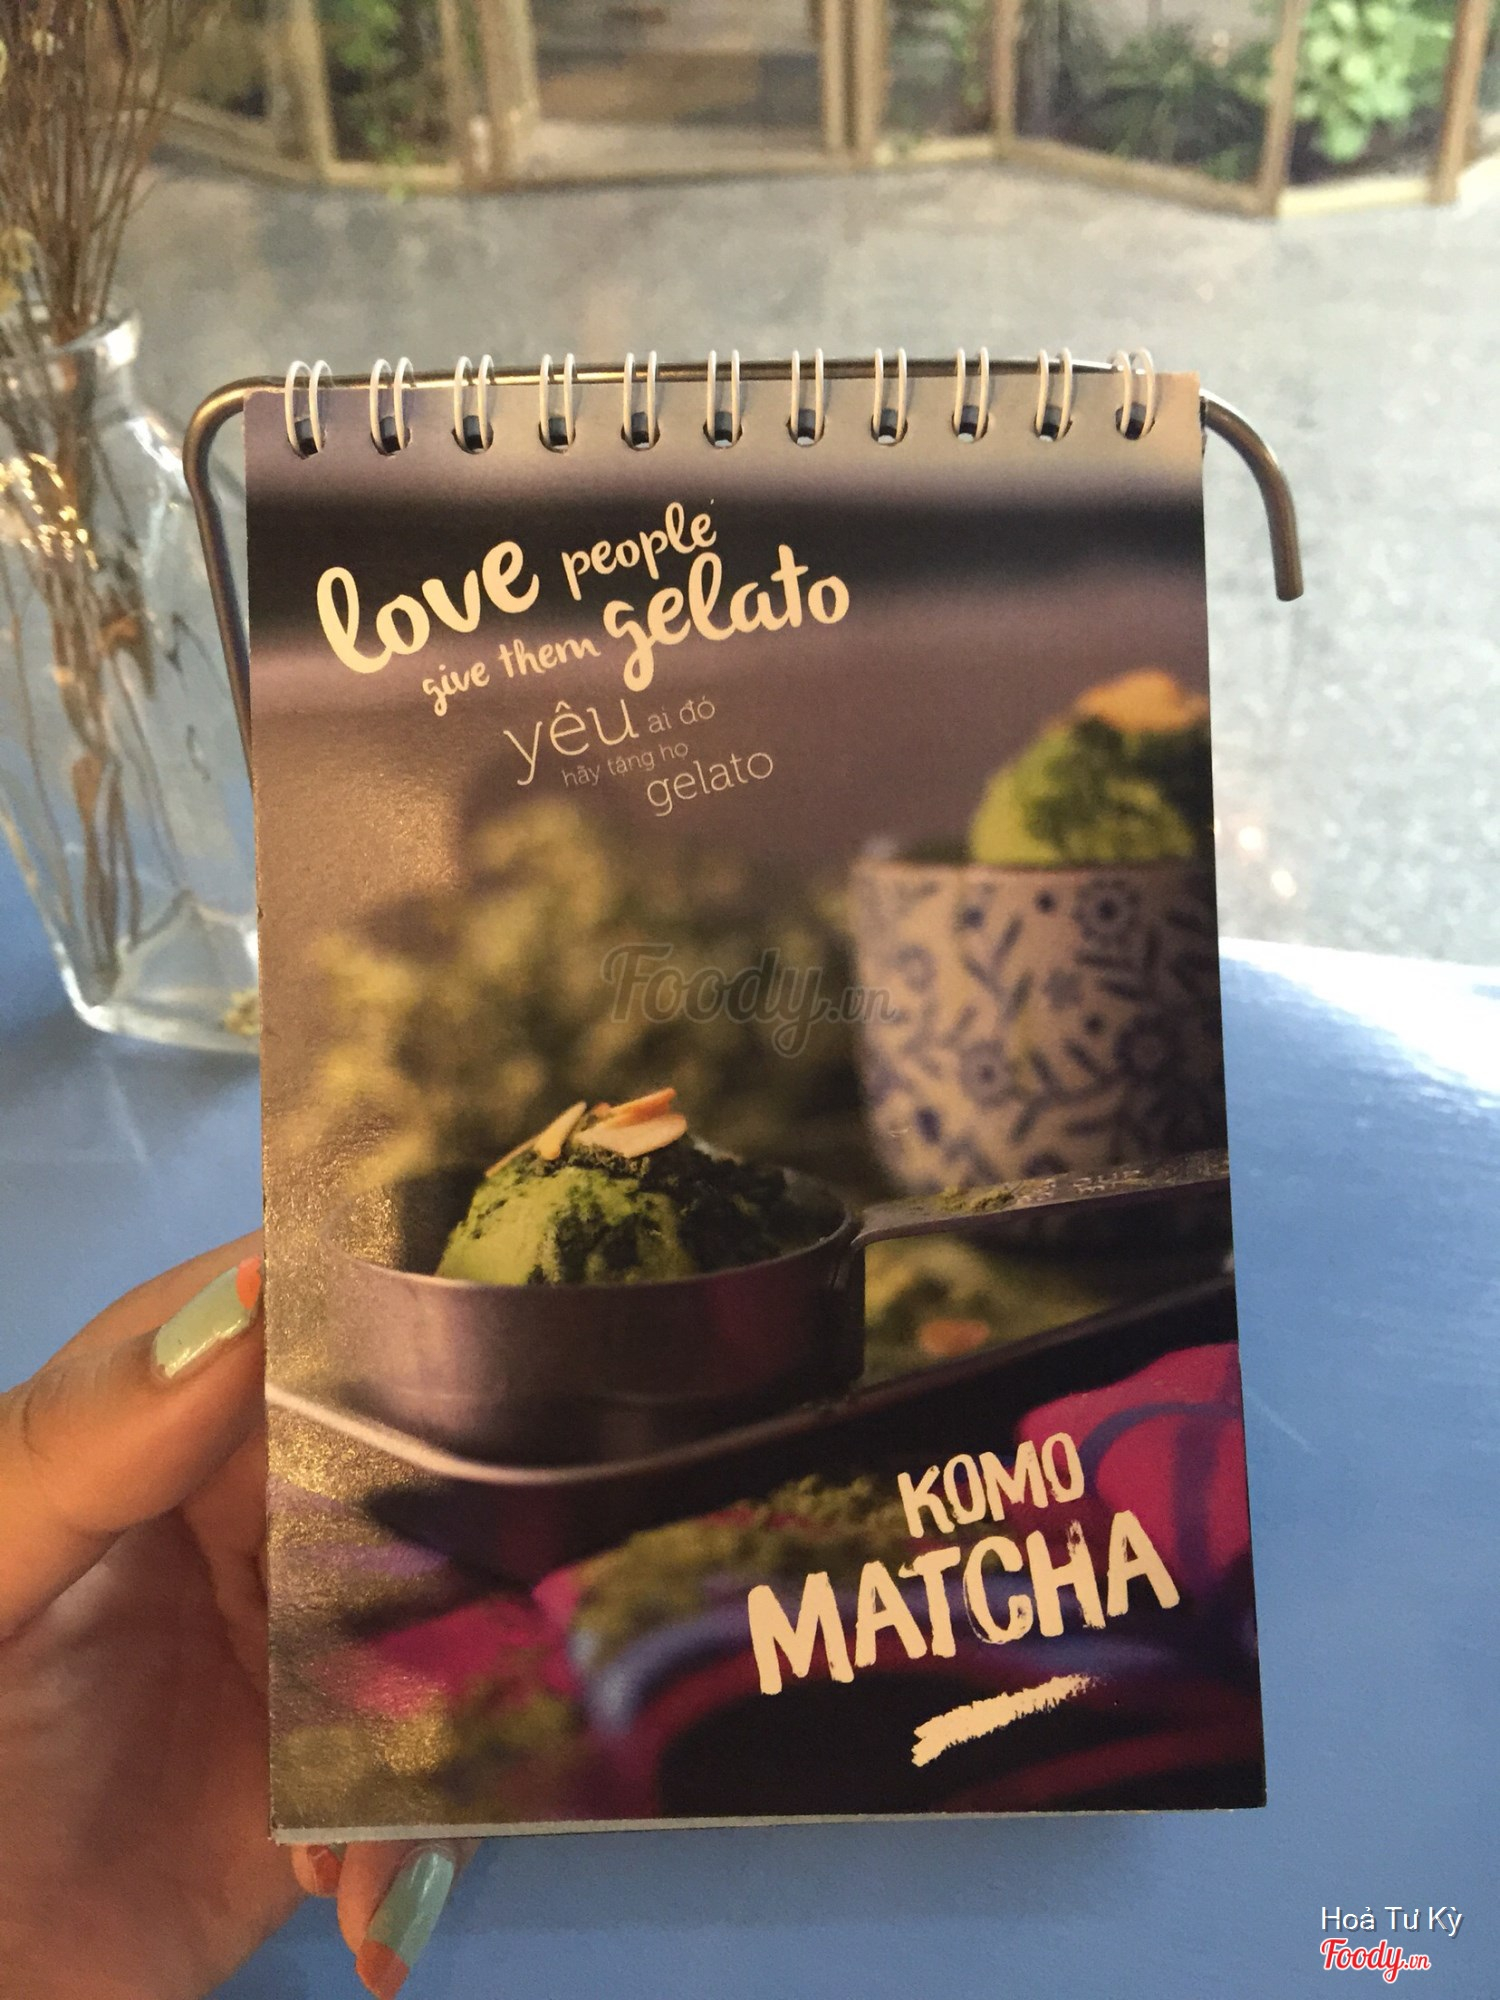 love people
give them gelato
yêu ai đó
hãy tặng họ
gelato
Foody.vn
KOMO
MATCHA
Hoả Tư Kỳ
Foody.vn